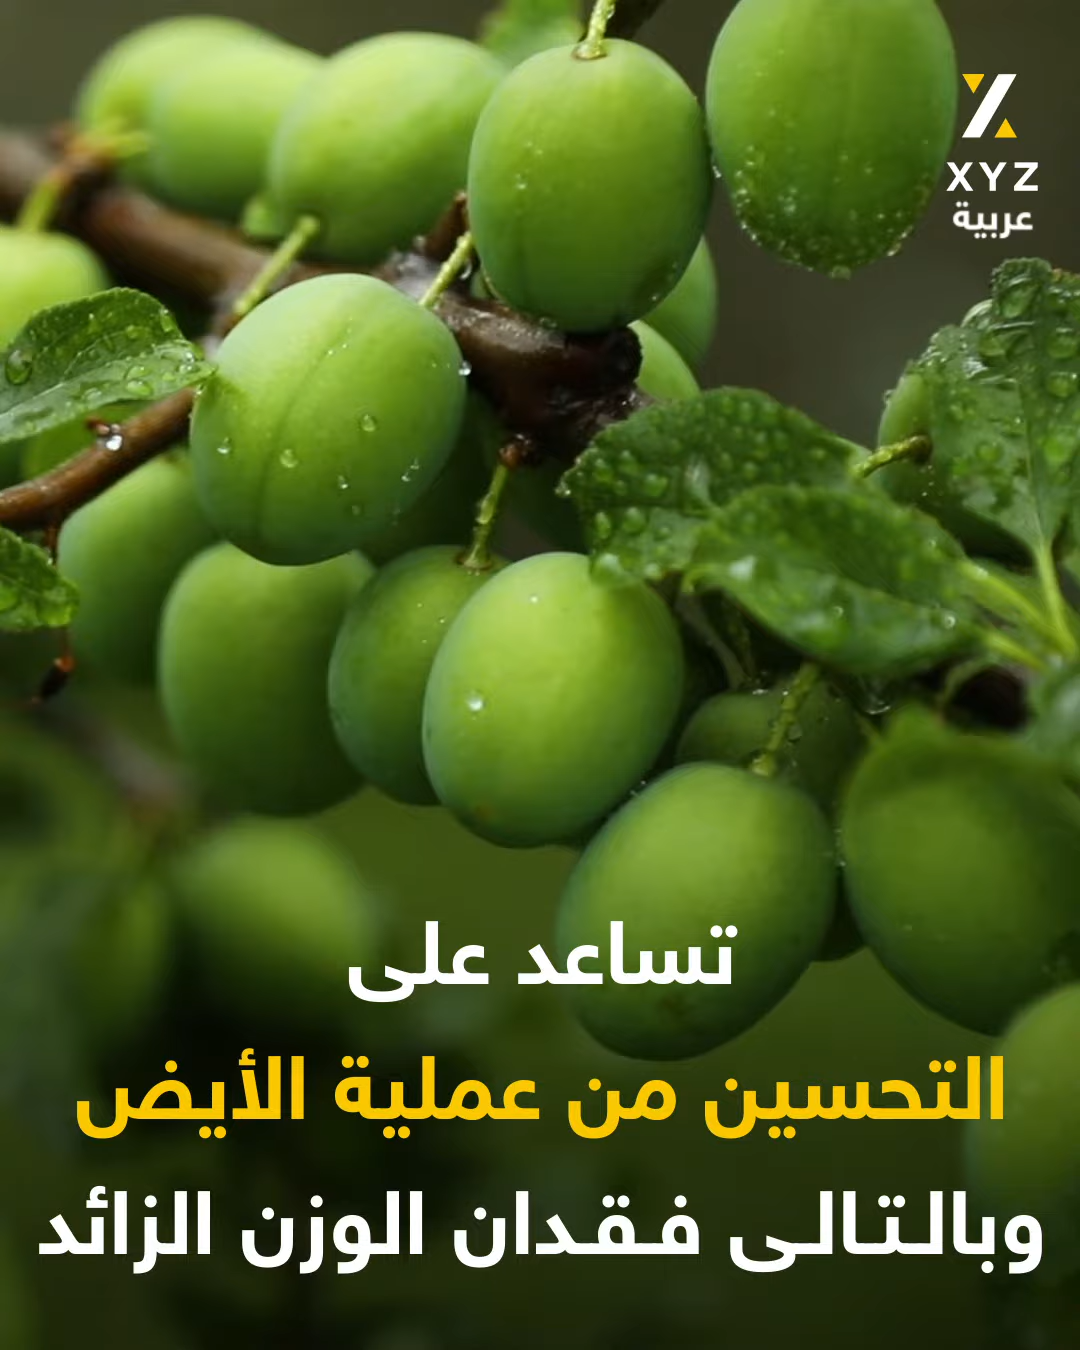 XYZ
عربية
تساعد على
التحسين من عملية الأيض
وبالتالى فقدان الوزن الزائد